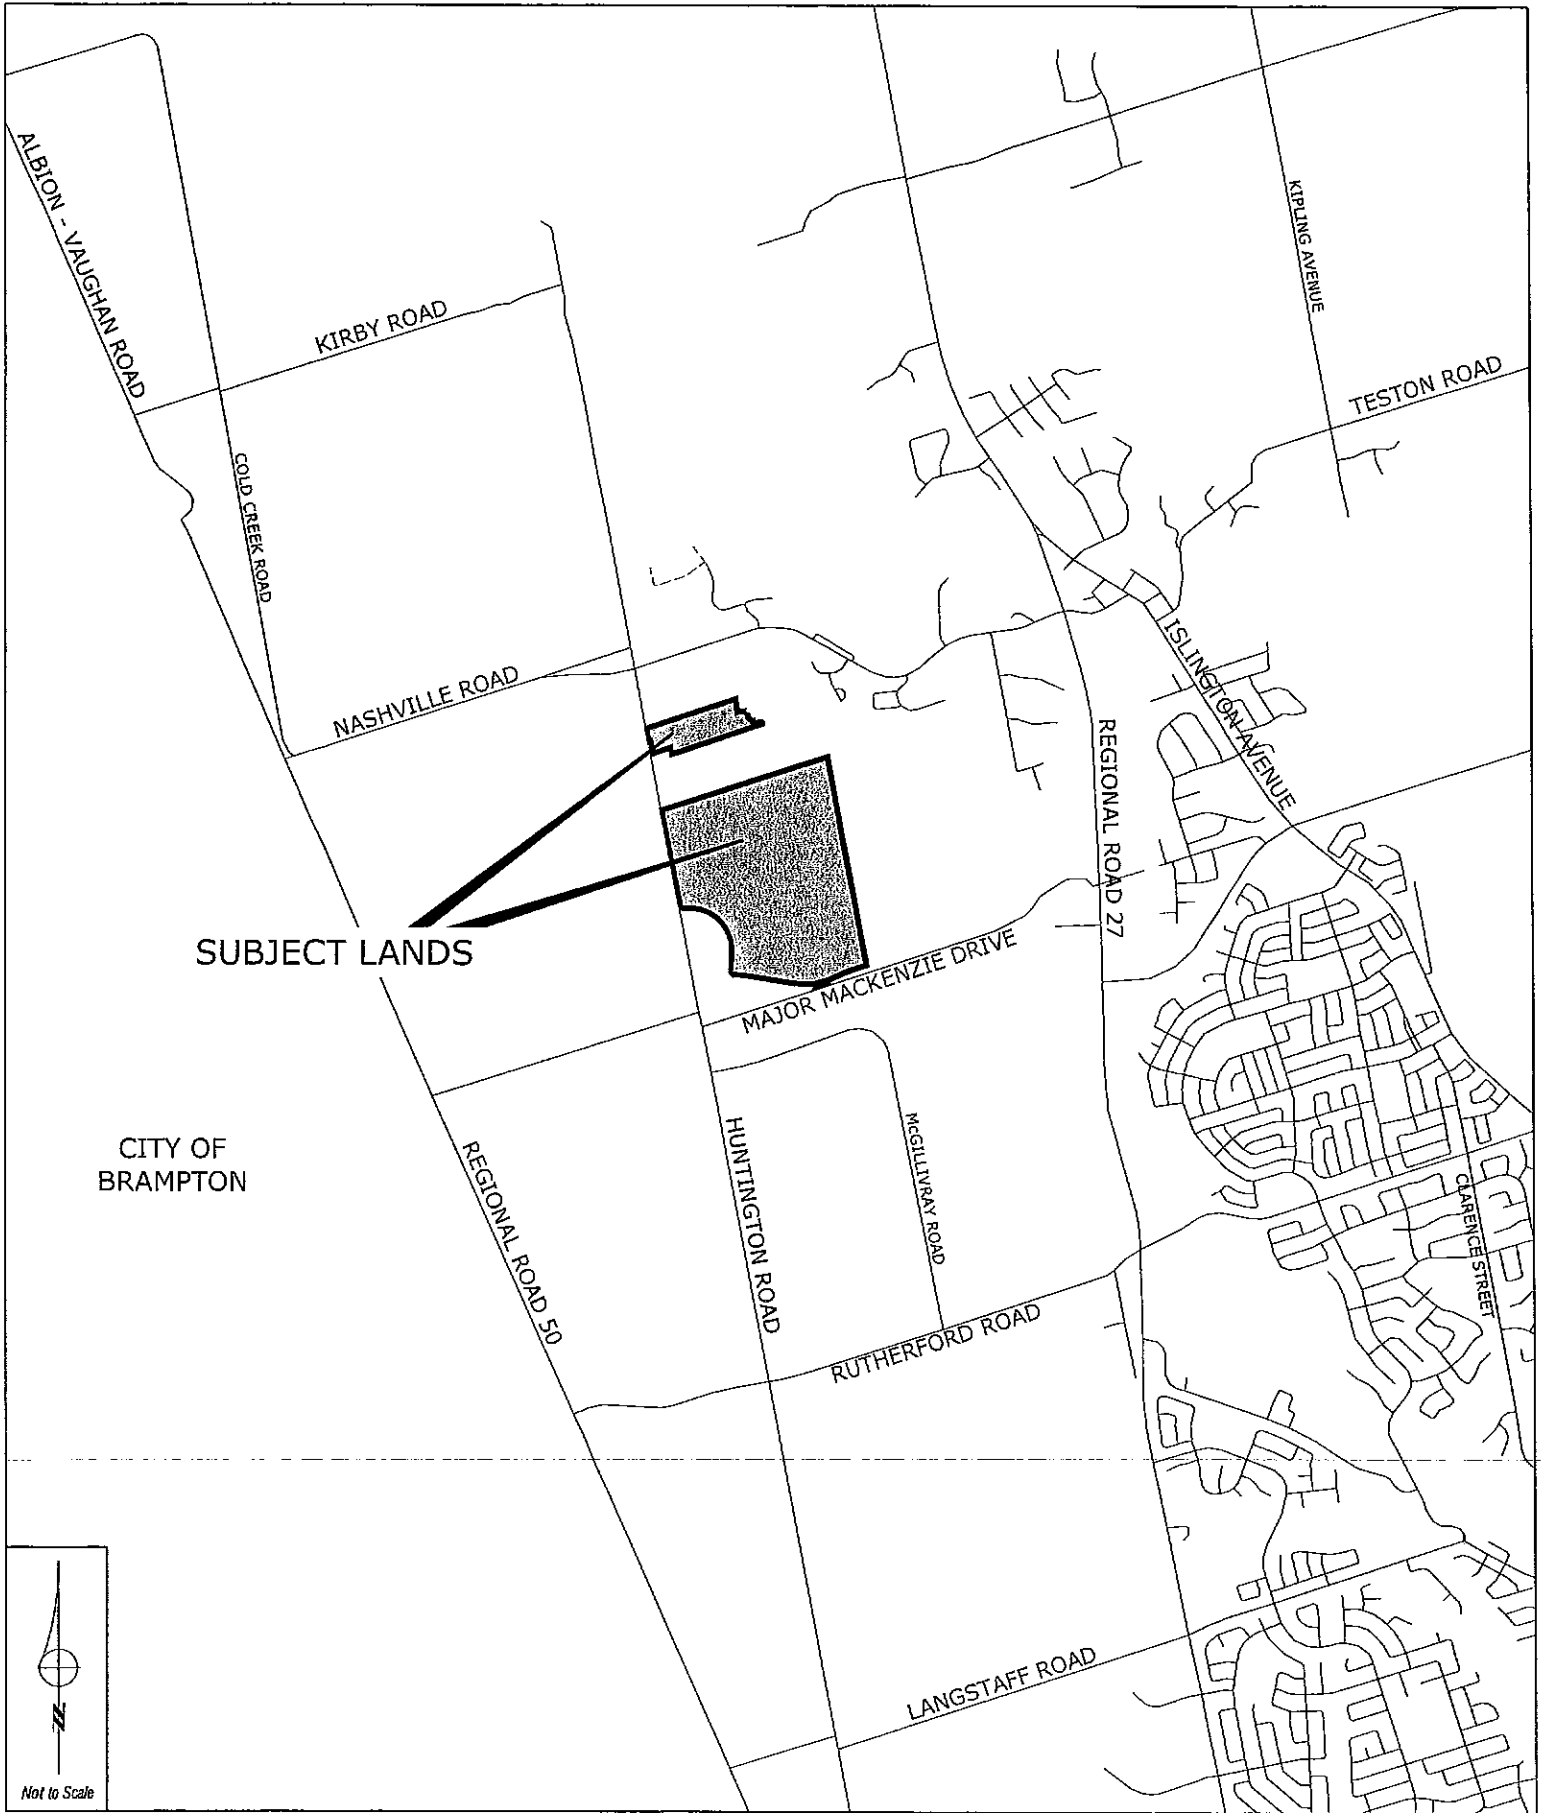 ALBION - VAUGHAN ROAD
KIPLING AVENUE
KIRBY ROAD
TESTON ROAD
COLD CREEK ROAD
ISLINGTON AVENUE
NASHVILLE ROAD
REGIONAL ROAD 27
SUBJECT LANDS
MAJOR MACKENZIE DRIVE
CITY OF
BRAMPTON
REGIONAL ROAD 50
HUNTINGTON ROAD
McGILLIVRAY ROAD
CLARENCE STREET
RUTHERFORD ROAD
LANGSTAFF ROAD
N
Not to Scale